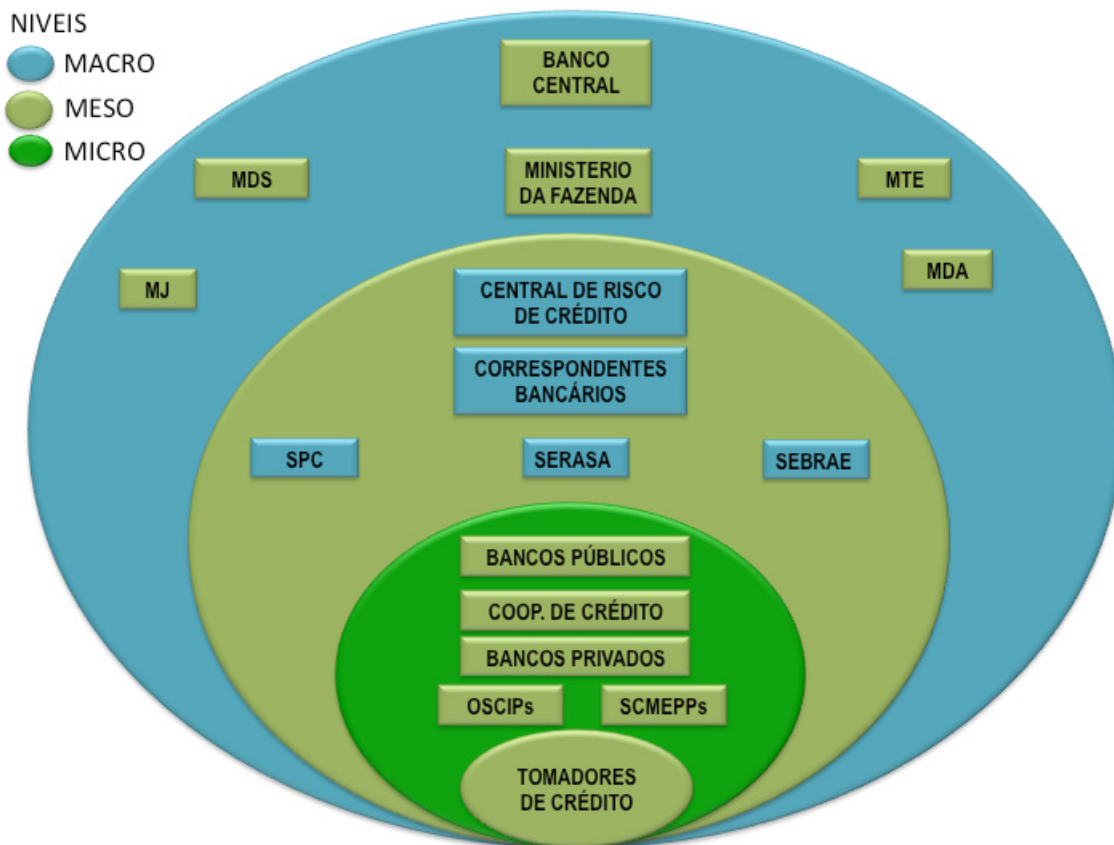 NIVEIS
MACRO
MESO
MICRO
BANCO
CENTRAL
MDS
MINISTERIO
DA FAZENDA
MTE
MJ
MDA
CENTRAL DE RISCO
DE CRÉDITO
CORRESPONDENTES
BANCÁRIOS
SPC
SERASA
SEBRAE
BANCOS PÚBLICOS
COOP. DE CRÉDITO
BANCOS PRIVADOS
OSCIPs
SCMEPPs
TOMADORES
DE CRÉDITO